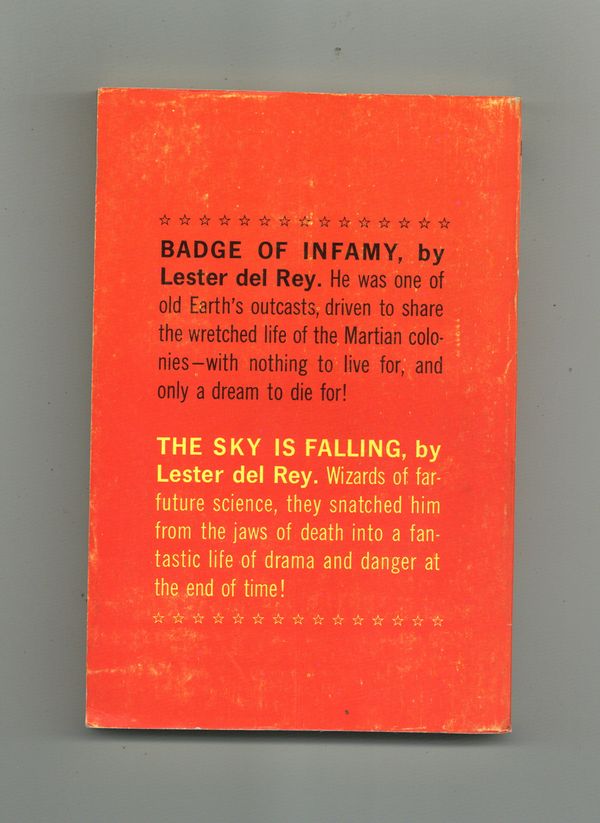 ☆ ☆ ☆ ☆ ☆ ☆ ☆ ☆ ☆ ☆ ☆ ☆ ☆ ☆ ☆
BADGE OF INFAMY, by
Lester del Rey. He was one of
old Earth's outcasts, driven to share
the wretched life of the Martian colo-
nies—with nothing to live for, and
only a dream to die for!
THE SKY IS FALLING, by
Lester del Rey. Wizards of far-
future science, they snatched him
from the jaws of death into a fan-
tastic life of drama and danger at
the end of time!
☆ ☆ ☆ ☆ ☆ ☆ ☆ ☆ ☆ ☆ ☆ ☆ ☆ ☆ ☆